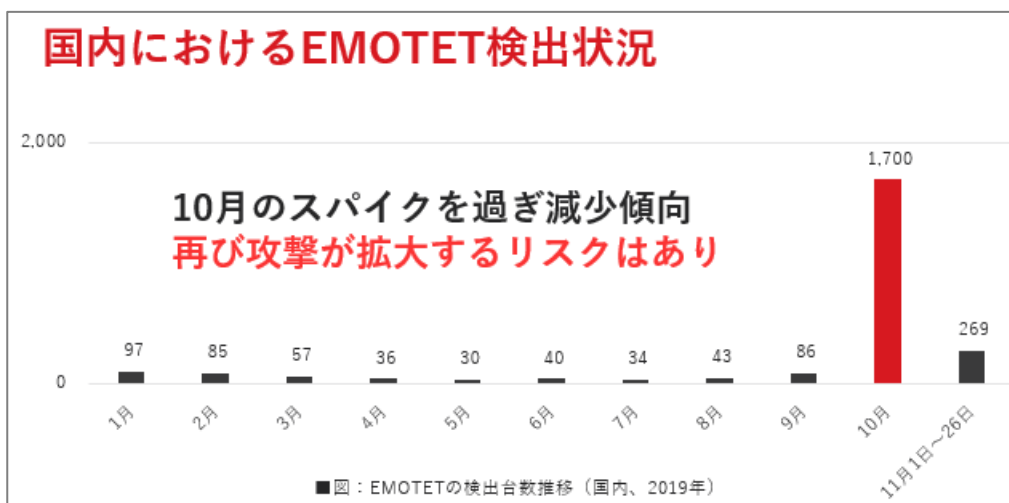 国内におけるEMOTET検出状況
2,000
1,700
10月のスパイクを過ぎ減少傾向
再び攻撃が拡大するリスクはあり
97 85 57 36 30 40 34 43 86 269
0
1月 2月 3月 4月 5月 6月 7月 8月 9月 10月 11月1日～26日
■図：EMOTETの検出台数推移（国内、2019年）